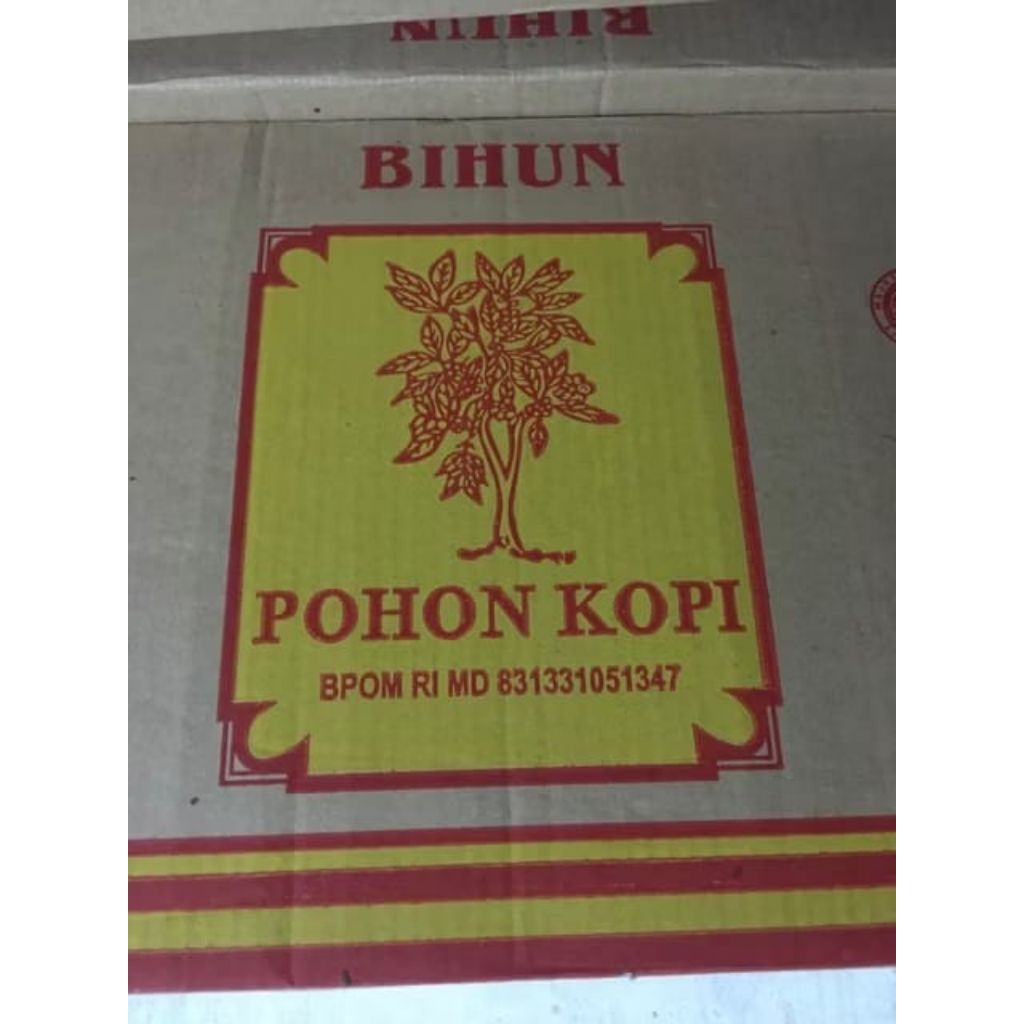 BIHUN
BIHUN
POHON KOPI
BPOM RI MD 831331051347